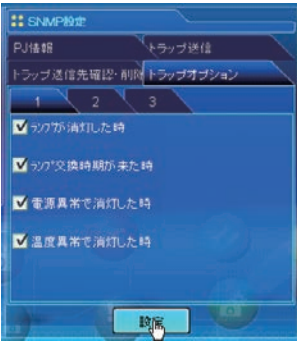 SNMP設定
PJ情報 トラップ送信
トラップ送信先確認・削除 トラップオプション
1 2 3
ﾗﾝﾌﾟが消灯した時
ﾗﾝﾌﾟ交換時期が来た時
電源異常で消灯した時
温度異常で消灯した時
設定